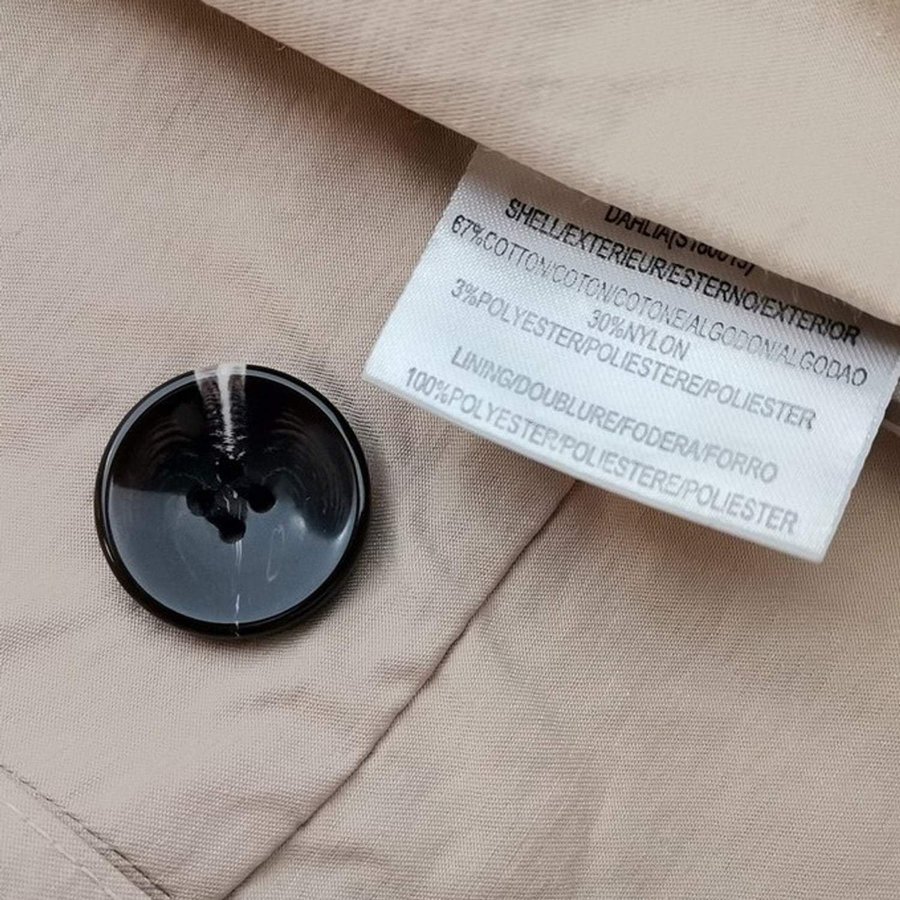 DAHLIA(S180013)
SHELL/EXTERIEUR/ESTERNO/EXTERIOR
67%COTTON/COTON/COTONE/ALGODON/ALGODAO
30%NYLON
3%POLYESTER/POLIESTERE/POLIESTER
LINING/DOUBLURE/FODERA/FORRO
100%POLYESTER/POLIESTERE/POLIESTER